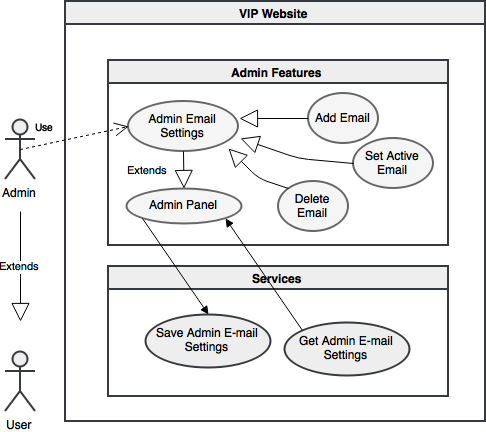 VIP Website
Admin Features
Admin Email
Settings
Add Email
Set Active
Email
Delete
Email
Use
Extends
Admin Panel
Admin
Extends
User
Services
Save Admin E-mail
Settings
Get Admin E-mail
Settings